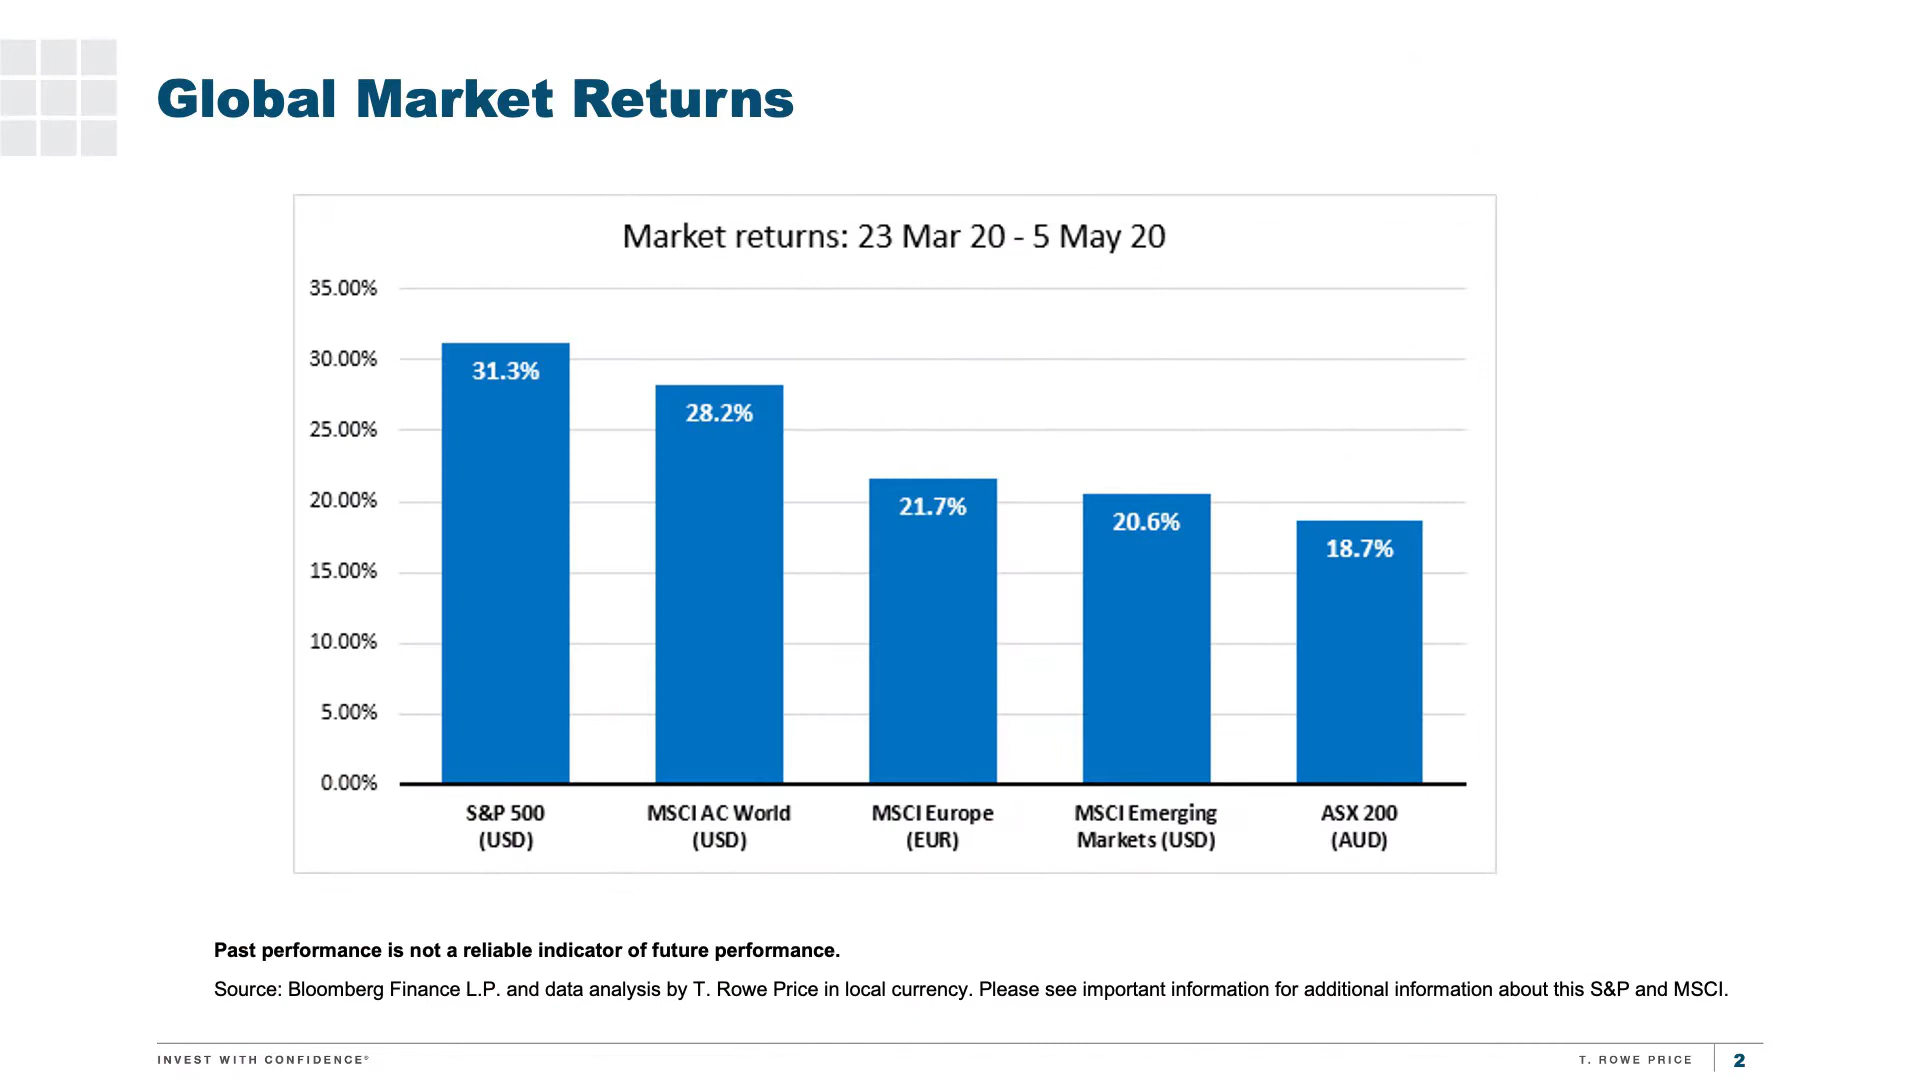 Global Market Returns
Market returns: 23 Mar 20 - 5 May 20
35.00%
30.00%
25.00%
20.00%
15.00%
10.00%
5.00%
0.00%
31.3%
28.2%
21.7%
20.6%
18.7%
S&P 500
(USD)
MSCI AC World
(USD)
MSCI Europe
(EUR)
MSCI Emerging
Markets (USD)
ASX 200
(AUD)
Past performance is not a reliable indicator of future performance.
Source: Bloomberg Finance L.P. and data analysis by T. Rowe Price in local currency. Please see important information for additional information about this S&P and MSCI.
INVEST WITH CONFIDENCE®
T. ROWE PRICE
2